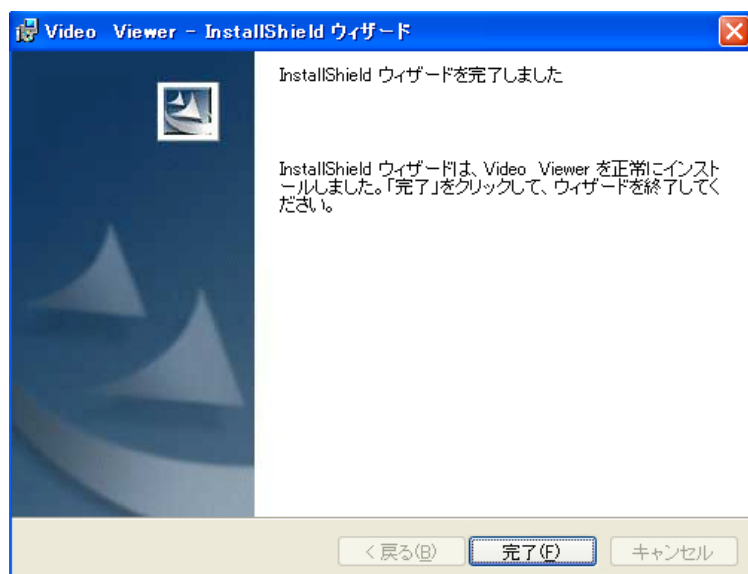 Video Viewer - InstallShield ウィザード
InstallShield ウィザードを完了しました
InstallShield ウィザードは、Video Viewer を正常にインスト
ールしました。「完了」をクリックして、ウィザードを終了してく
ださい。
< 戻る(B) 完了(F) キャンセル